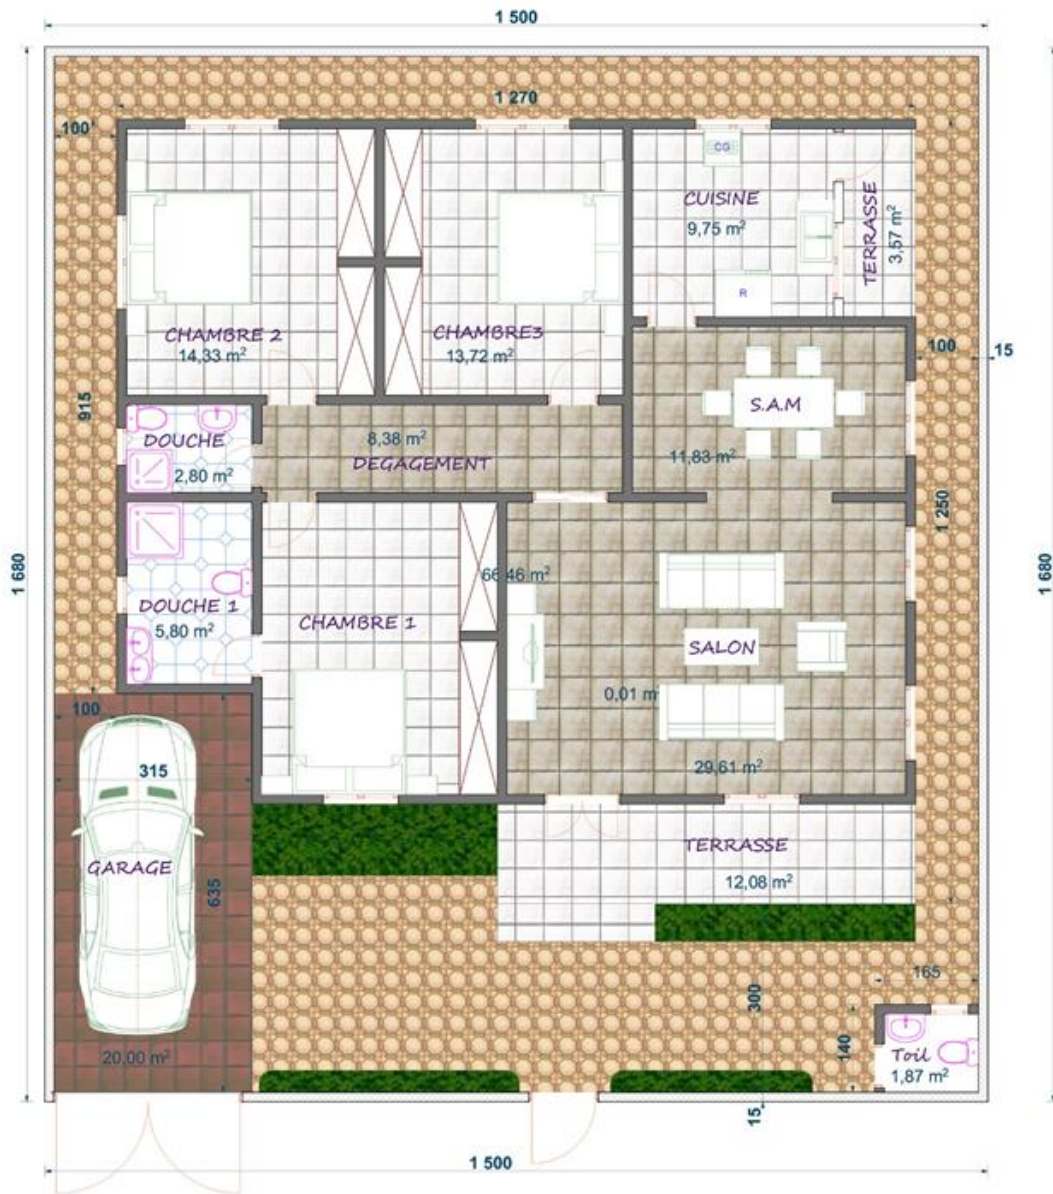 1 500
1 270
100
CG
CUISINE
9,75 m²
TERRASSE
3,57 m²
R
CHAMBRE 2
14,33 m²
CHAMBRE3
13,72 m²
100
15
915
S.A.M
11,83 m²
DOUCHE
2,80 m²
8,38 m²
DEGAGEMENT
1 250
1 680
1 680
66,46 m²
DOUCHE 1
5,80 m²
CHAMBRE 1
SALON
0,01 m²
29,61 m²
100
315
GARAGE
635
20,00 m²
TERRASSE
12,08 m²
165
300
140
Toil
1,87 m²
15
1 500